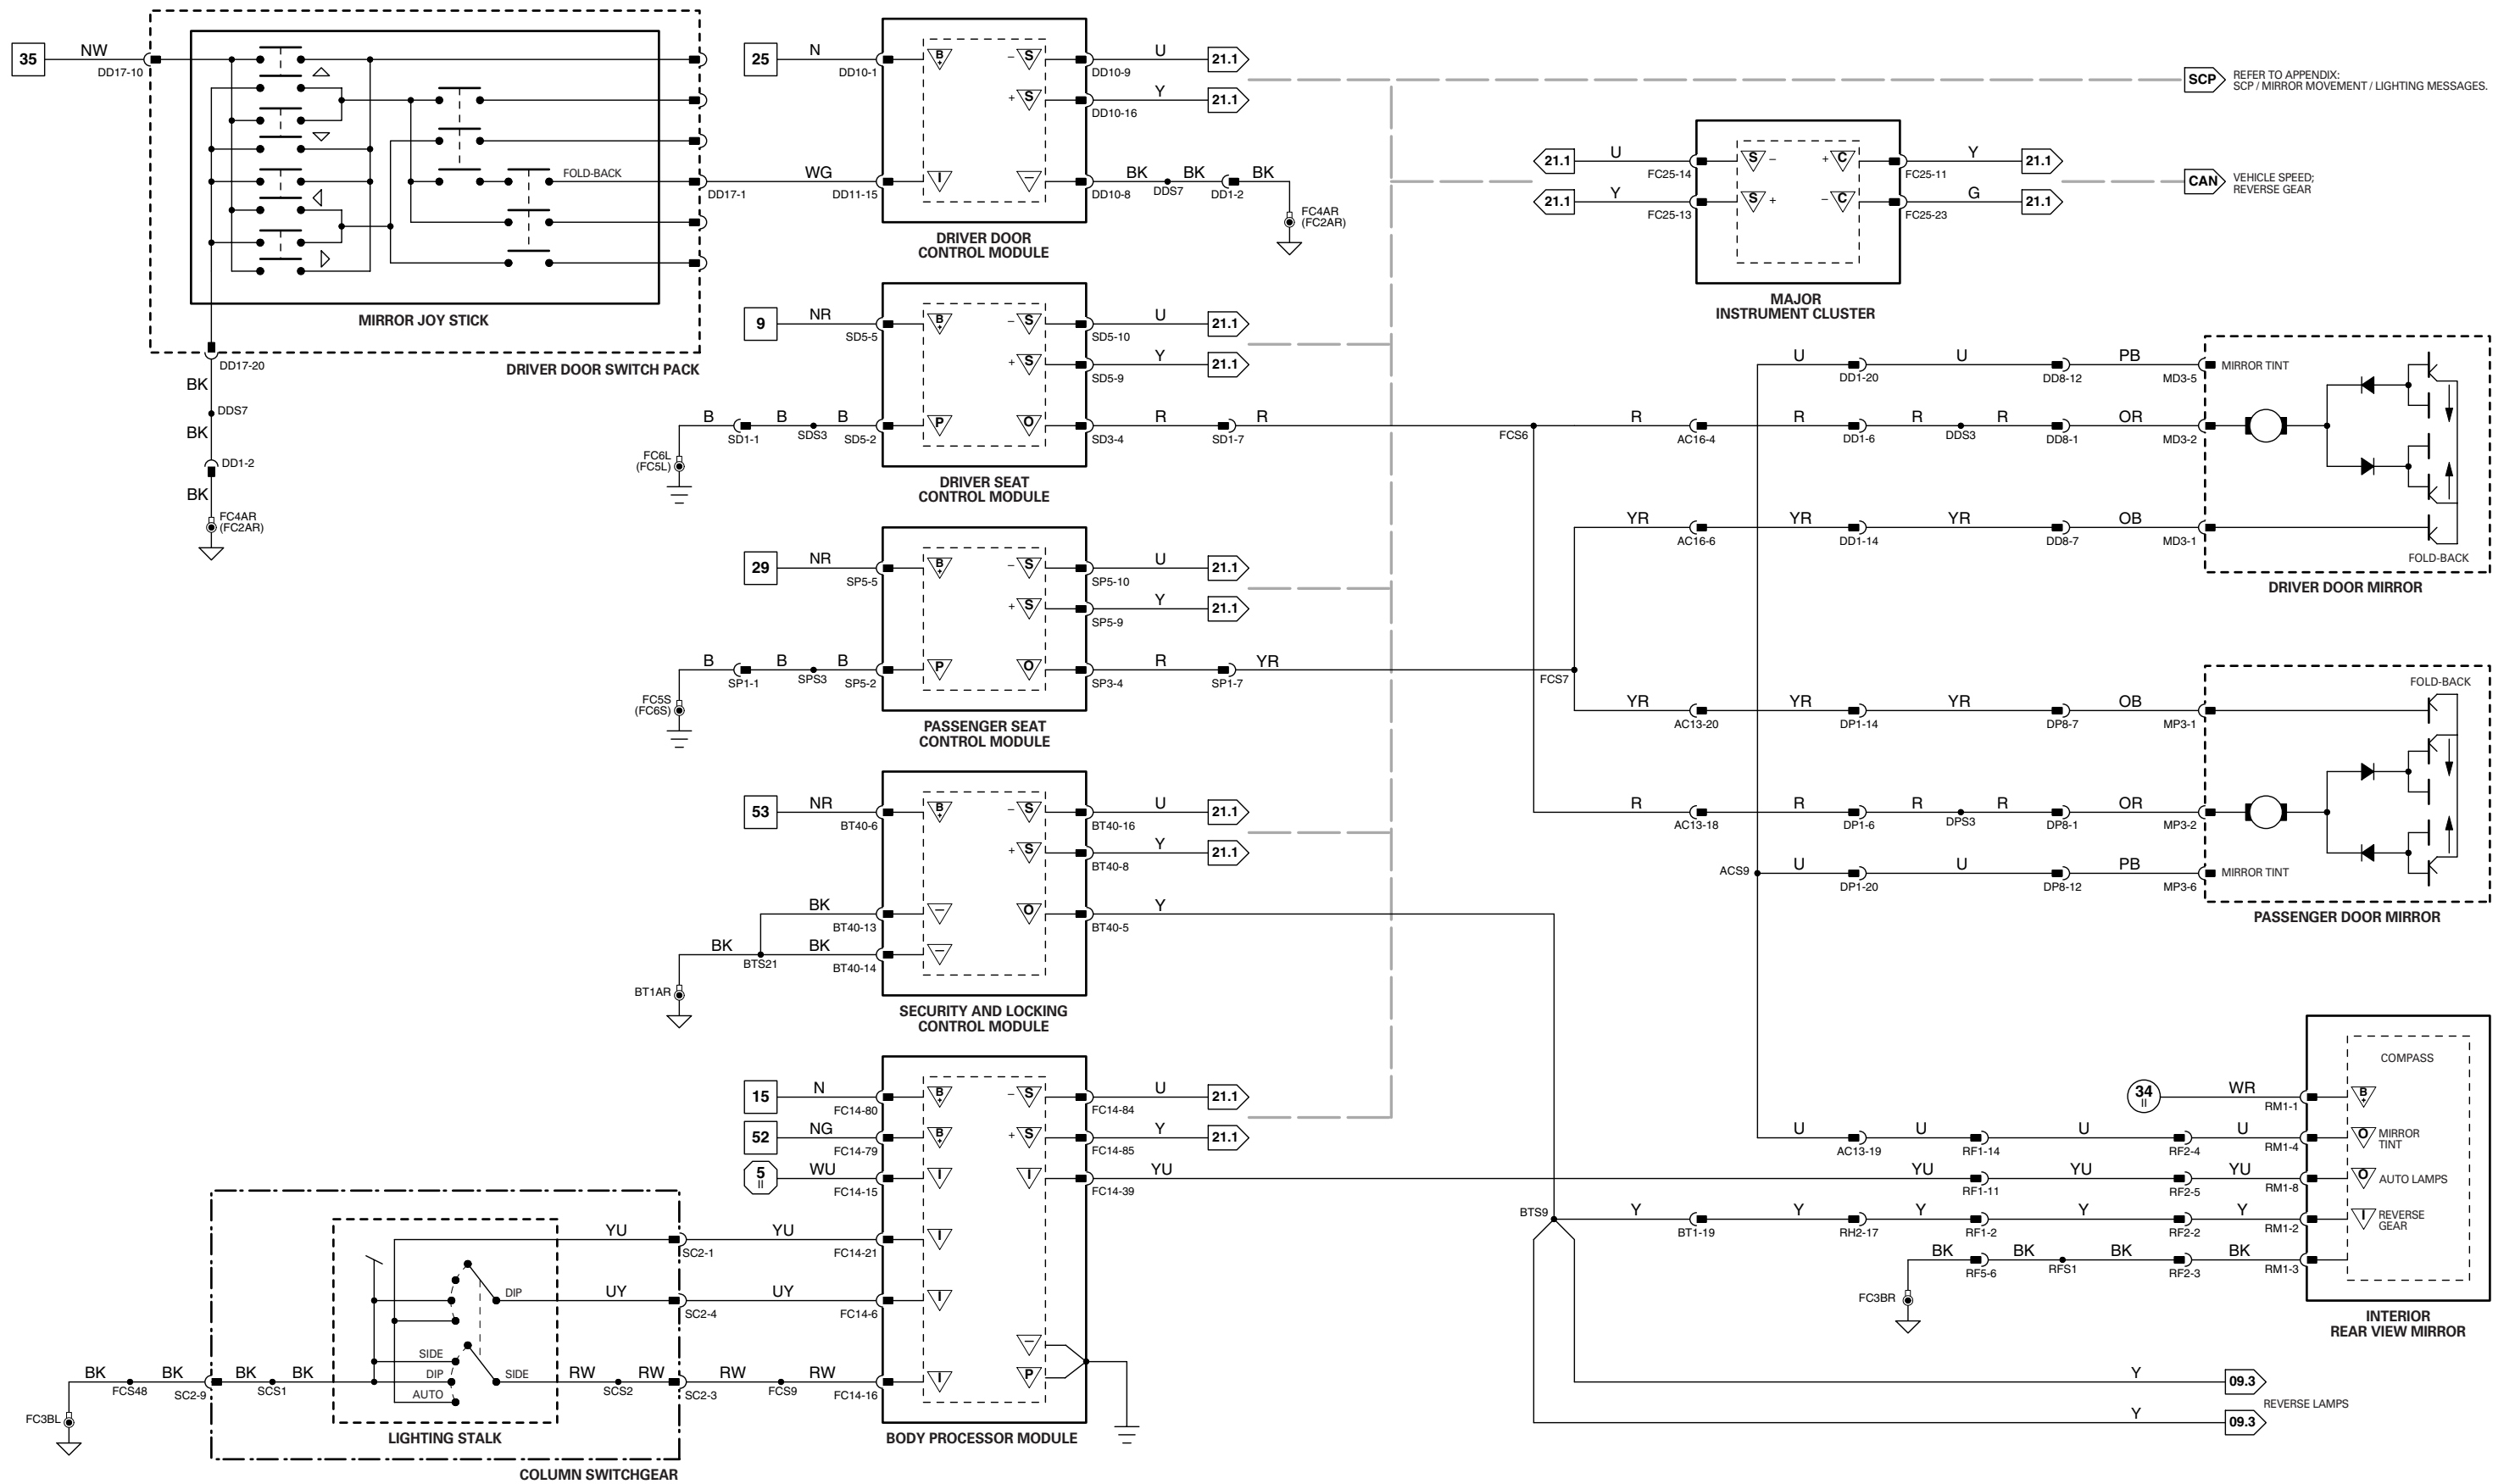 35
NW
DD17-10
FOLD-BACK
DD17-1
MIRROR JOY STICK
DD17-20
DRIVER DOOR SWITCH PACK
BK
DDS7
BK
DD1-2
BK
FC4AR
(FC2AR)
25
N
DD10-1
B
+
– S
DD10-9
U
21.1
+ S
DD10-16
Y
21.1
WG
DD11-15
I
–
DD10-8
BK
DDS7
BK
DD1-2
BK
FC4AR
(FC2AR)
DRIVER DOOR
CONTROL MODULE
SCP
REFER TO APPENDIX:
SCP / MIRROR MOVEMENT / LIGHTING MESSAGES.
21.1
U
FC25-14
S –
+ C
FC25-11
Y
21.1
21.1
Y
FC25-13
S +
– C
FC25-23
G
21.1
CAN
VEHICLE SPEED;
REVERSE GEAR
MAJOR
INSTRUMENT CLUSTER
9
NR
SD5-5
B
+
– S
SD5-10
U
21.1
+ S
SD5-9
Y
21.1
B
SD1-1
B
SDS3
B
SD5-2
P
O
SD3-4
R
SD1-7
R
FCS6
FC6L
(FC5L)
DRIVER SEAT
CONTROL MODULE
U
DD1-20
U
DD8-12
PB
MD3-5
MIRROR TINT
R
AC16-4
R
DD1-6
R
DDS3
R
DD8-1
OR
MD3-2
YR
AC16-6
YR
DD1-14
YR
DD8-7
OB
MD3-1
FOLD-BACK
DRIVER DOOR MIRROR
29
NR
SP5-5
B
+
– S
SP5-10
U
21.1
+ S
SP5-9
Y
21.1
B
SP1-1
B
SPS3
B
SP5-2
P
O
SP3-4
R
SP1-7
YR
FCS7
FC5S
(FC6S)
PASSENGER SEAT
CONTROL MODULE
FOLD-BACK
YR
AC13-20
YR
DP1-14
YR
DP8-7
OB
MP3-1
R
AC13-18
R
DP1-6
R
DPS3
R
DP8-1
OR
MP3-2
ACS9
U
DP1-20
U
DP8-12
PB
MP3-6
MIRROR TINT
PASSENGER DOOR MIRROR
53
NR
BT40-6
B
+
– S
BT40-16
U
21.1
+ S
BT40-8
Y
21.1
BK
BT40-13
–
O
BT40-5
Y
BK
BTS21
BK
BT40-14
–
BT1AR
SECURITY AND LOCKING
CONTROL MODULE
15
N
FC14-80
B
+
– S
FC14-84
U
21.1
52
NG
FC14-79
B
+
+ S
FC14-85
Y
21.1
5
II
WU
FC14-15
I
I
FC14-39
YU
YU
SC2-1
YU
FC14-21
I
DIP
UY
SC2-4
UY
FC14-6
I
–
P
SIDE
DIP
AUTO
SIDE
RW
SCS2
RW
SC2-3
RW
FCS9
RW
FC14-16
I
BK
FCS48
BK
SC2-9
BK
SCS1
BK
FC3BL
LIGHTING STALK
COLUMN SWITCHGEAR
BODY PROCESSOR MODULE
COMPASS
34
II
WR
RM1-1
B
+
U
AC13-19
U
RF1-14
U
RF2-4
U
RM1-4
O
MIRROR
TINT
YU
RF1-11
YU
RF2-5
YU
RM1-8
O
AUTO LAMPS
BTS9
Y
BT1-19
Y
RH2-17
Y
RF1-2
Y
RF2-2
Y
RM1-2
I
REVERSE
GEAR
BK
RF5-6
BK
RFS1
BK
RF2-3
BK
RM1-3
FC3BR
INTERIOR
REAR VIEW MIRROR
Y
09.3
REVERSE LAMPS
Y
09.3